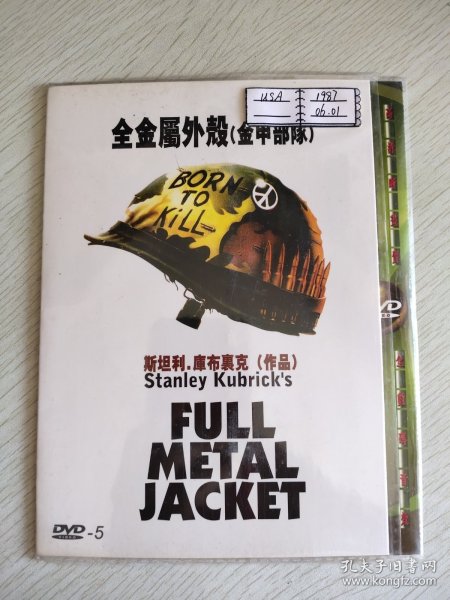 USA 1987
06.01
全金屬外殼(金甲部隊)
BORN
TO
KILL
斯坦利.庫布裏克(作品)
Stanley Kubrick's
FULL
METAL
JACKET
DVD-5
VIDEO
孔夫子旧书网
www.kongfz.com